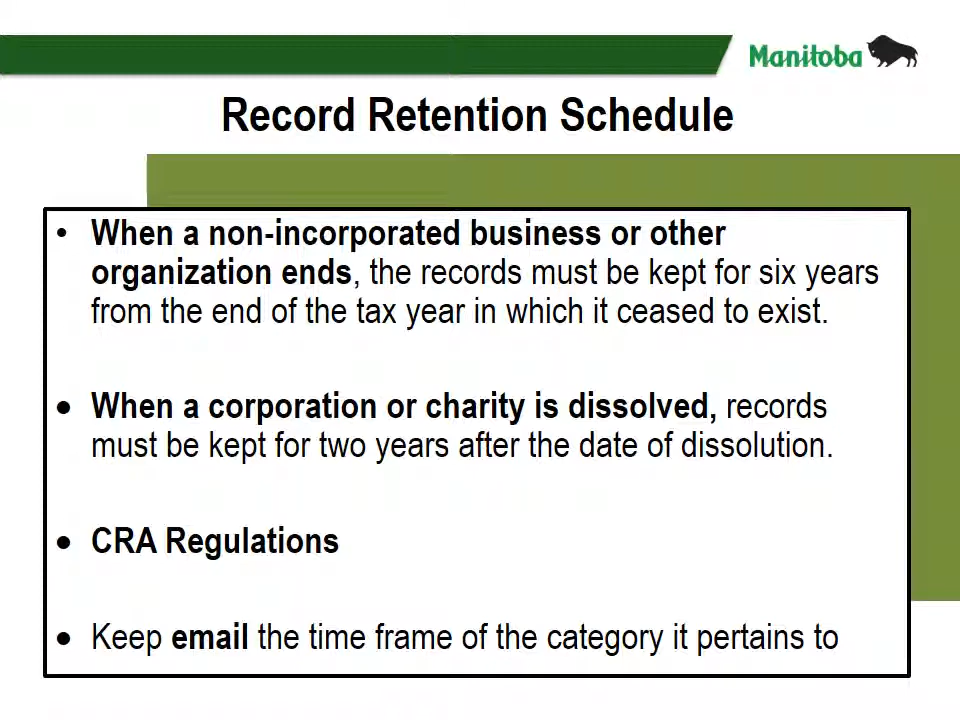 Manitoba
Record Retention Schedule
• When a non-incorporated business or other
organization ends, the records must be kept for six years
from the end of the tax year in which it ceased to exist.
• When a corporation or charity is dissolved, records
must be kept for two years after the date of dissolution.
• CRA Regulations
• Keep email the time frame of the category it pertains to